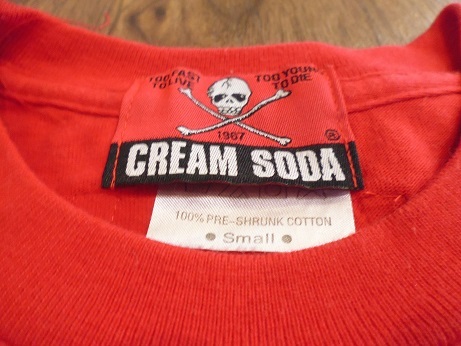 TOO FAST TOO YOUNG
TO LIVE TO DIE
1967
®
CREAM SODA
100% PRE-SHRUNK COTTON
• Small •